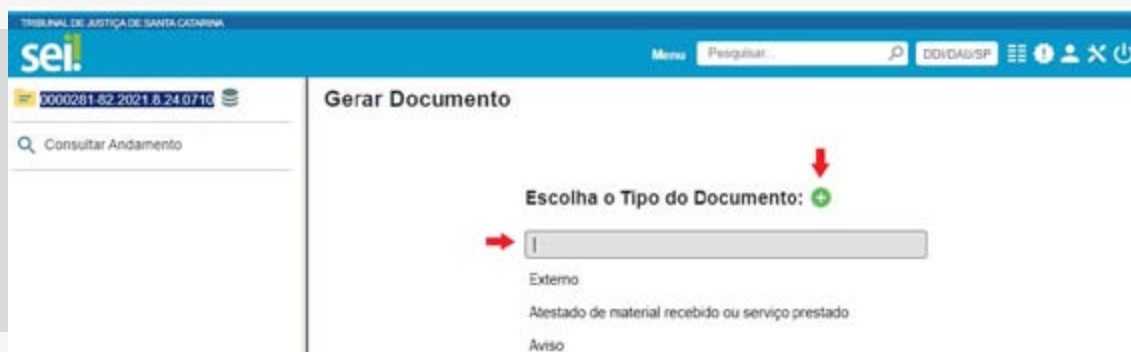 TRIBUNAL DE JUSTIÇA DE SANTA CATARINA
sei!
Menu Pesquisar... DDI/DAU/SP
0000281-82.2021.8.24.0710
Gerar Documento
Consultar Andamento
Escolha o Tipo do Documento:
Externo
Atestado de material recebido ou serviço prestado
Aviso